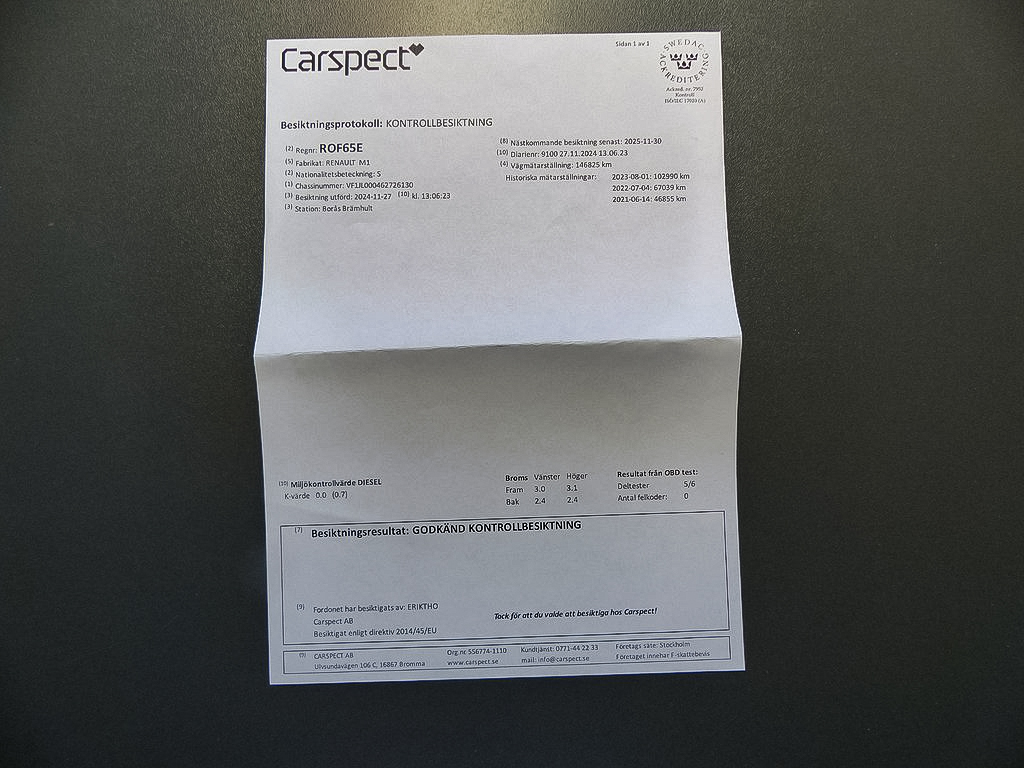 Carspect
Sidan 1 av 1
SWEDAC ACKREDITERING
Ackred. nr. 7992
Kontroll
ISO/IEC 17020 (A)
Besiktningsprotokoll: KONTROLLBESIKTNING
(2) Regnr: ROF65E
(5) Fabrikat: RENAULT M1
(2) Nationalitetsbeteckning: S
(1) Chassinummer: VF1JL000462726130
(3) Besiktning utförd: 2024-11-27 (10) kl. 13:06:23
(3) Station: Borås Brämhult
(8) Nästkommande besiktning senast: 2025-11-30
(10) Diarienr: 9100 27.11.2024 13.06.23
(4) Vägmätarställning: 146825 km
Historiska mätarställningar: 2023-08-01: 102990 km
2022-07-04: 67039 km
2021-06-14: 46855 km
(10) Miljökontrollvärde DIESEL
K-värde 0.0 (0.7)
Broms Vänster Höger
Fram 3.0 3.1
Bak 2.4 2.4
Resultat från OBD test:
Deltester 5/6
Antal felkoder: 0
(7) Besiktningsresultat: GODKÄND KONTROLLBESIKTNING
(9) Fordonet har besiktigats av: ERIKTHO
Carspect AB
Besiktigat enligt direktiv 2014/45/EU
Tack för att du valde att besiktiga hos Carspect!
CARSPECT AB
Ulvsundavägen 106 C, 16867 Bromma
Org.nr 556774-1110
www.carspect.se
Kundtjänst: 0771-44 22 33
mail: info@carspect.se
Företags säte: Stockholm
Företaget innehar F-skattebevis